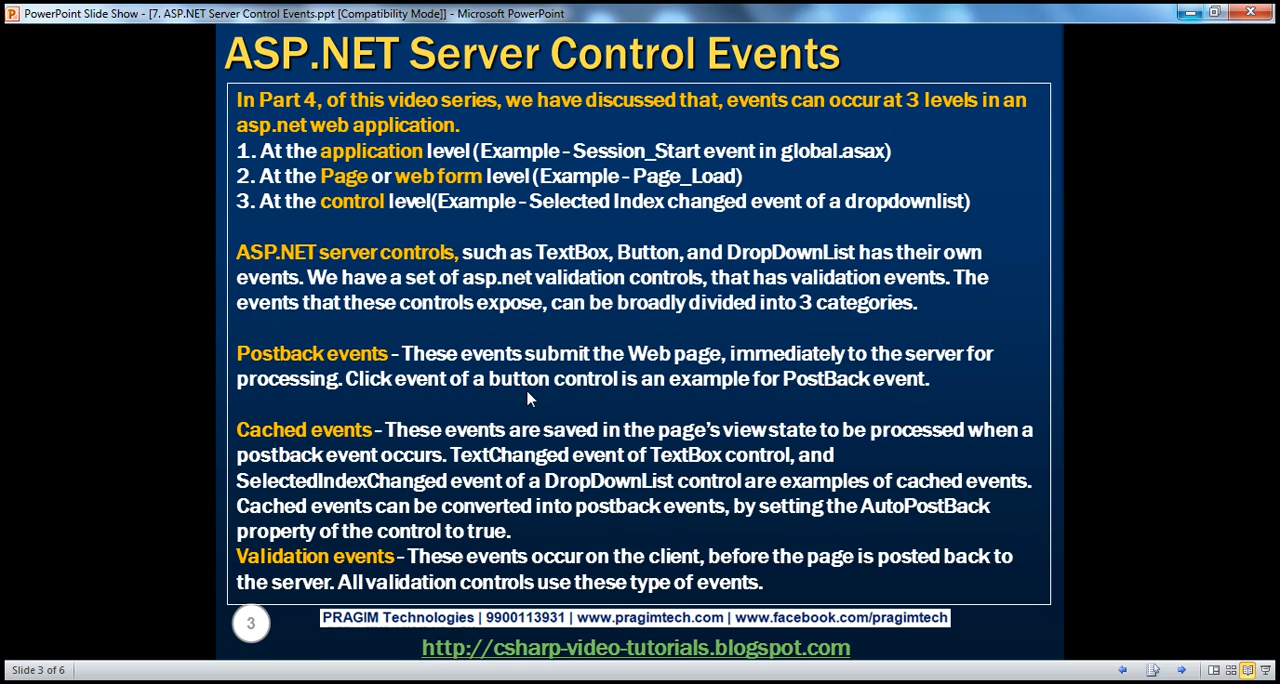 PowerPoint Slide Show - [7. ASP.NET Server Control Events.ppt [Compatibility Mode]] - Microsoft PowerPoint
ASP.NET Server Control Events
In Part 4, of this video series, we have discussed that, events can occur at 3 levels in an
asp.net web application.
1. At the application level (Example - Session_Start event in global.asax)
2. At the Page or web form level (Example - Page_Load)
3. At the control level(Example - Selected Index changed event of a dropdownlist)
ASP.NET server controls, such as TextBox, Button, and DropDownList has their own
events. We have a set of asp.net validation controls, that has validation events. The
events that these controls expose, can be broadly divided into 3 categories.
Postback events - These events submit the Web page, immediately to the server for
processing. Click event of a button control is an example for PostBack event.
Cached events - These events are saved in the page's view state to be processed when a
postback event occurs. TextChanged event of TextBox control, and
SelectedIndexChanged event of a DropDownList control are examples of cached events.
Cached events can be converted into postback events, by setting the AutoPostBack
property of the control to true.
Validation events - These events occur on the client, before the page is posted back to
the server. All validation controls use these type of events.
3
PRAGIM Technologies | 9900113931 | www.pragimtech.com | www.facebook.com/pragimtech
http://csharp-video-tutorials.blogspot.com
Slide 3 of 6